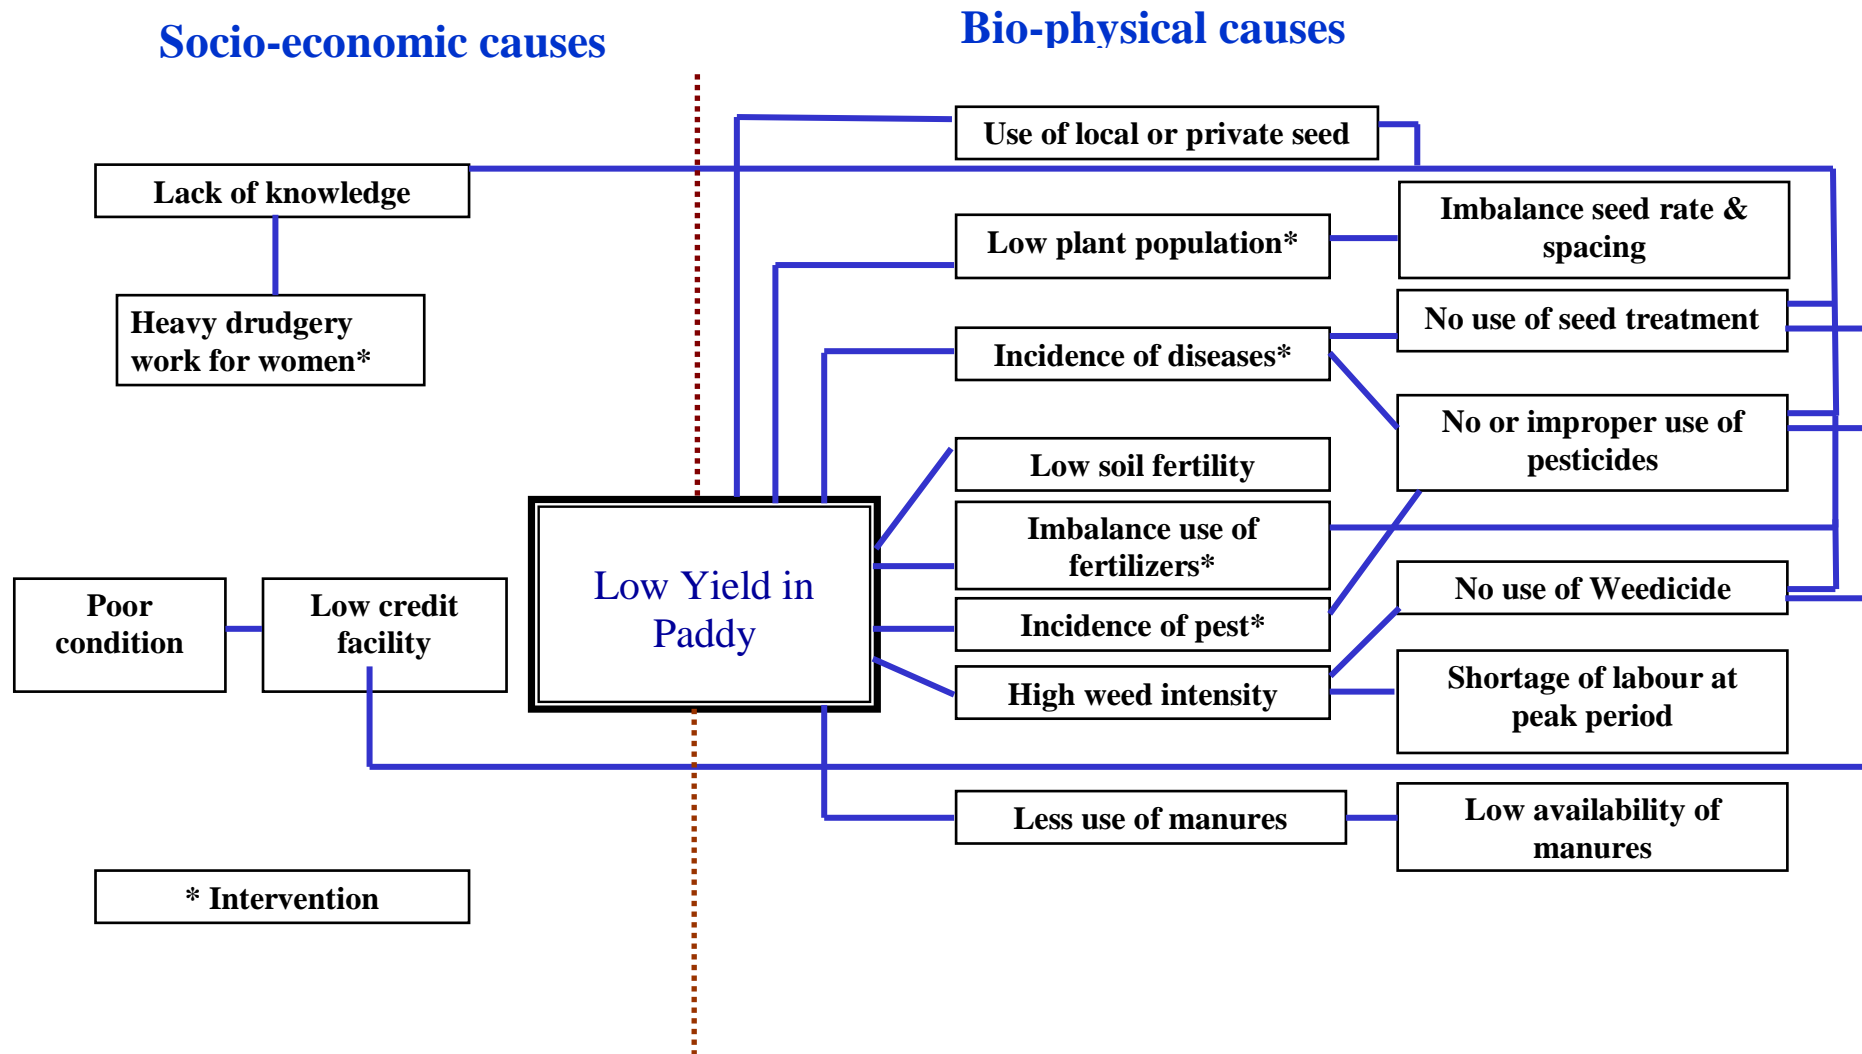 Socio-economic causes
Bio-physical causes
Use of local or private seed
Lack of knowledge
Imbalance seed rate &
spacing
Low plant population*
Heavy drudgery
work for women*
No use of seed treatment
Incidence of diseases*
No or improper use of
pesticides
Low soil fertility
Imbalance use of
fertilizers*
Low Yield in
Paddy
Poor
condition
Low credit
facility
No use of Weedicide
Incidence of pest*
High weed intensity
Shortage of labour at
peak period
Less use of manures
Low availability of
manures
* Intervention